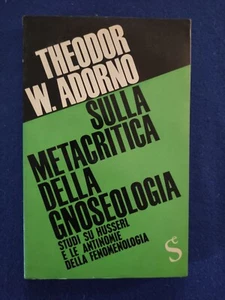 THEODOR
W. ADORNO
SULLA
METACRITICA
DELLA
GNOSEOLOGIA
STUDI SU HUSSERL
E LE ANTINOMIE
DELLA FENOMENOLOGIA